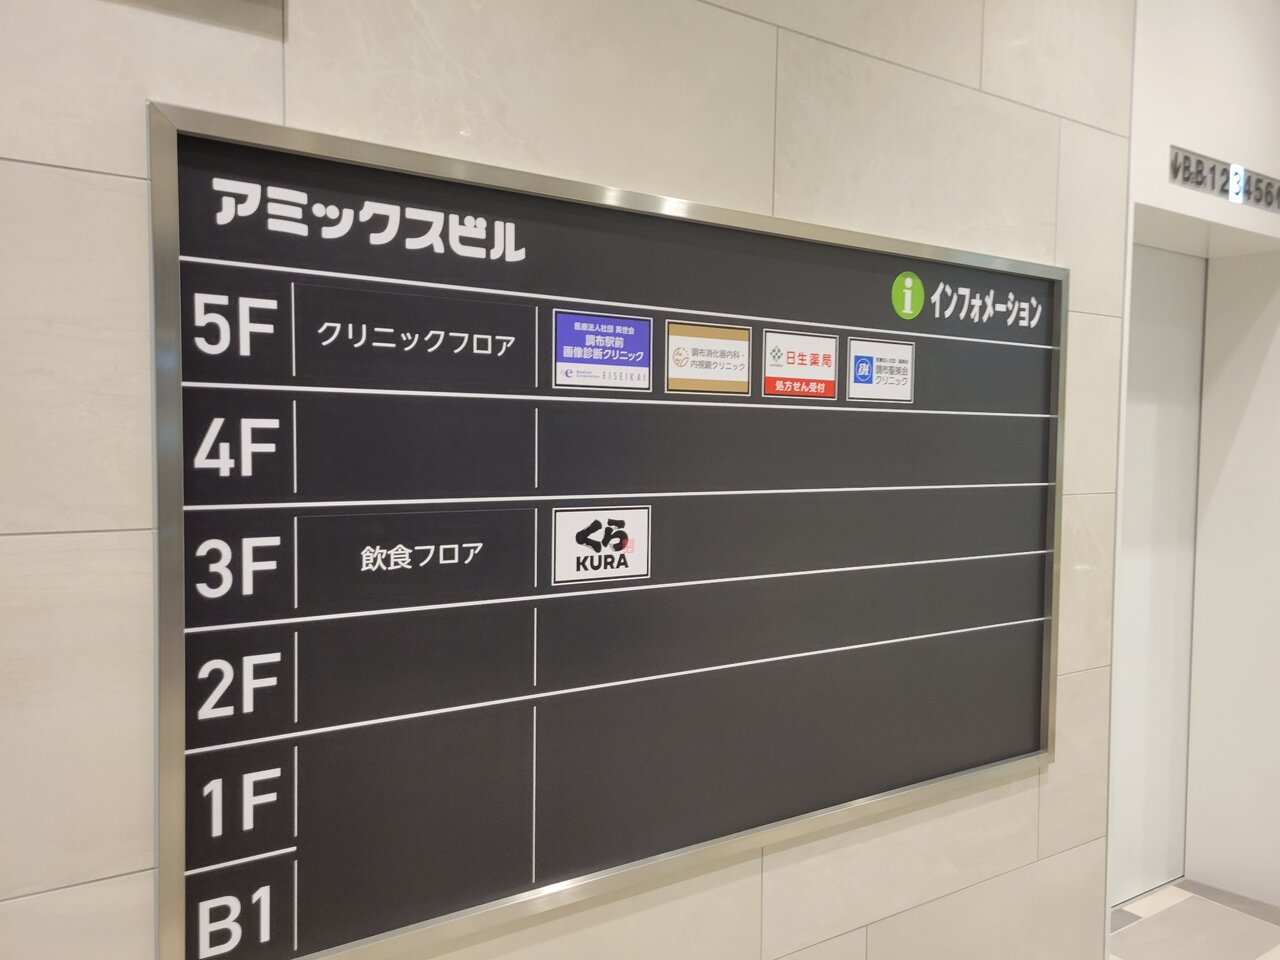 アミックスビル
i インフォメーション
5F クリニックフロア
医療法人社団 英世会
調布駅前
画像診断クリニック
Medical Corporation EISEIKAI
調布消化器内科・
内視鏡クリニック
日生薬局
処方せん受付
調布聖美会
クリニック
4F
3F 飲食フロア
くら
KURA
2F
1F
B1
123456